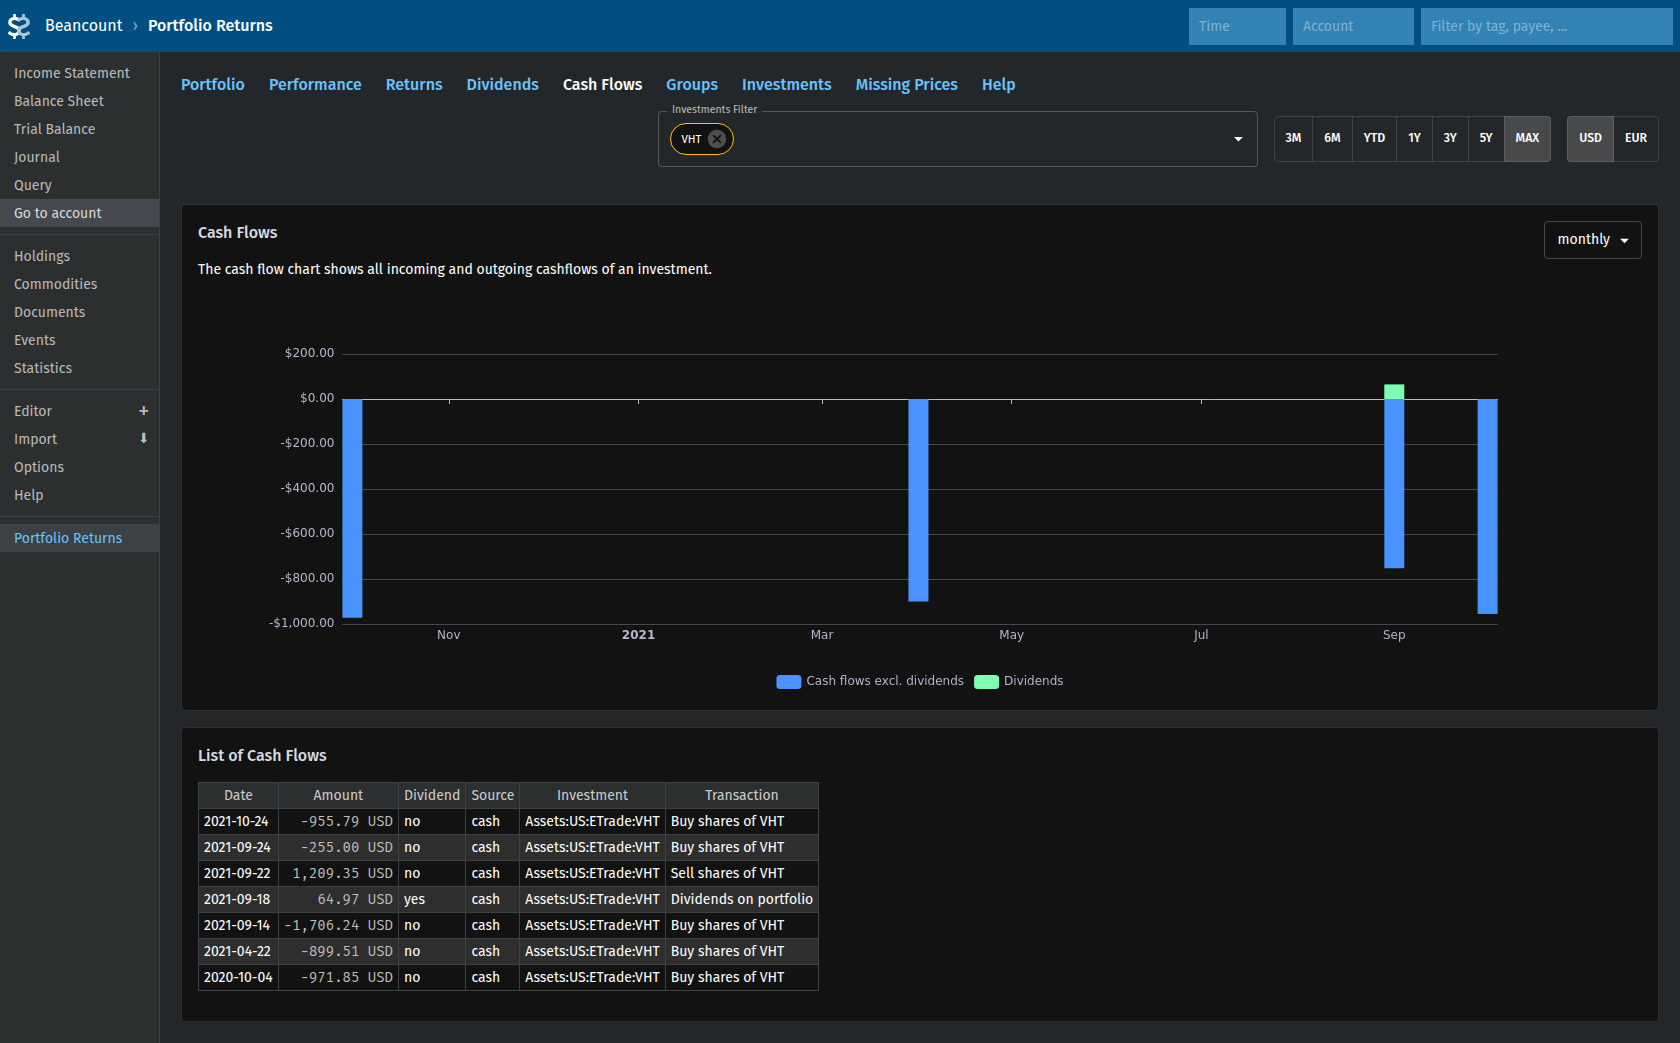 Beancount › Portfolio Returns
Time
Account
Filter by tag, payee, ...
Income Statement
Balance Sheet
Trial Balance
Journal
Query
Go to account
Holdings
Commodities
Documents
Events
Statistics
Editor +
Import ⬇
Options
Help
Portfolio Returns
Portfolio Performance Returns Dividends Cash Flows Groups Investments Missing Prices Help
Investments Filter
VHT
3M 6M YTD 1Y 3Y 5Y MAX USD EUR
Cash Flows
monthly
The cash flow chart shows all incoming and outgoing cashflows of an investment.
$200.00
$0.00
-$200.00
-$400.00
-$600.00
-$800.00
-$1,000.00
Nov 2021 Mar May Jul Sep
Cash flows excl. dividends Dividends
List of Cash Flows
Date Amount Dividend Source Investment Transaction
2021-10-24 -955.79 USD no cash Assets:US:ETrade:VHT Buy shares of VHT
2021-09-24 -255.00 USD no cash Assets:US:ETrade:VHT Buy shares of VHT
2021-09-22 1,209.35 USD no cash Assets:US:ETrade:VHT Sell shares of VHT
2021-09-18 64.97 USD yes cash Assets:US:ETrade:VHT Dividends on portfolio
2021-09-14 -1,706.24 USD no cash Assets:US:ETrade:VHT Buy shares of VHT
2021-04-22 -899.51 USD no cash Assets:US:ETrade:VHT Buy shares of VHT
2020-10-04 -971.85 USD no cash Assets:US:ETrade:VHT Buy shares of VHT